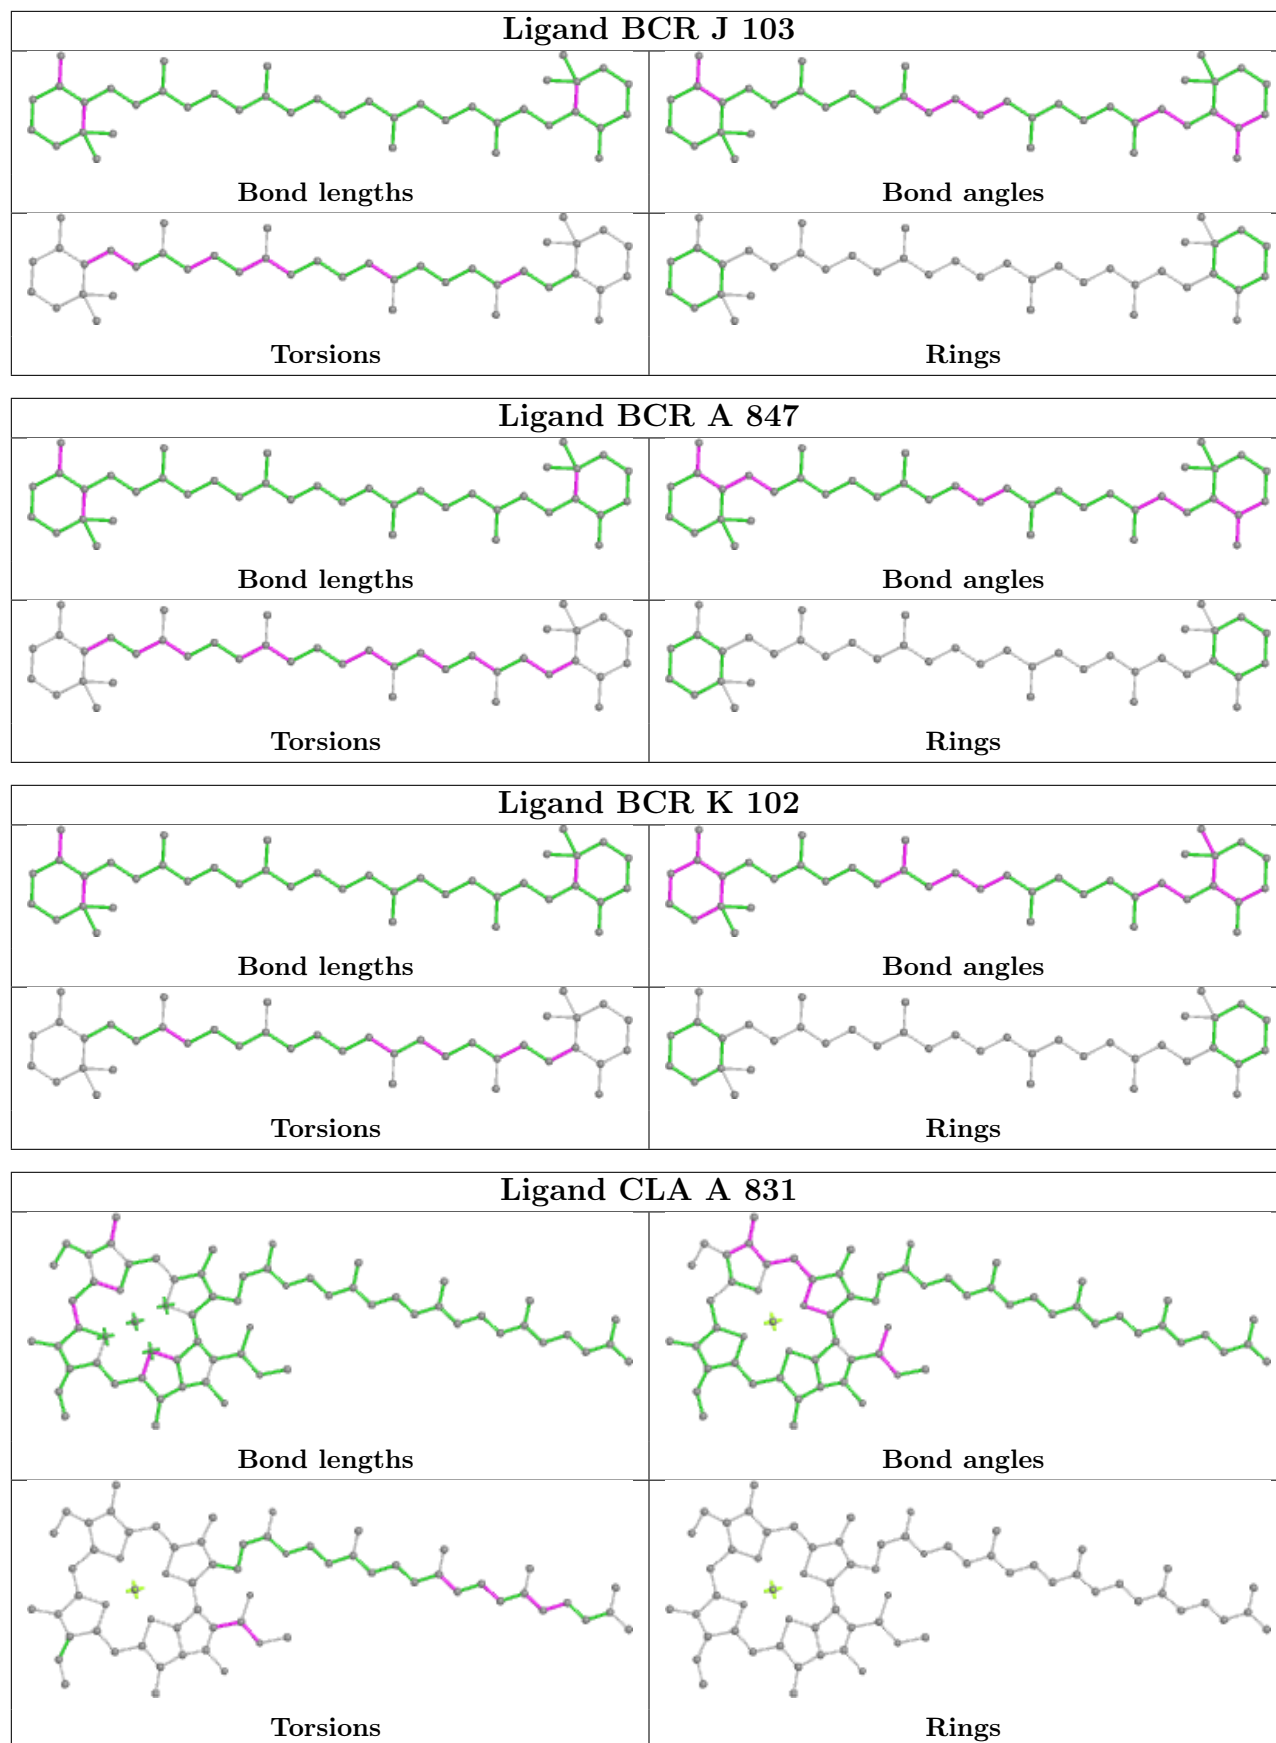 Ligand BCR J 103
Bond lengths
Bond angles
Torsions
Rings
Ligand BCR A 847
Bond lengths
Bond angles
Torsions
Rings
Ligand BCR K 102
Bond lengths
Bond angles
Torsions
Rings
Ligand CLA A 831
Bond lengths
Bond angles
Torsions
Rings